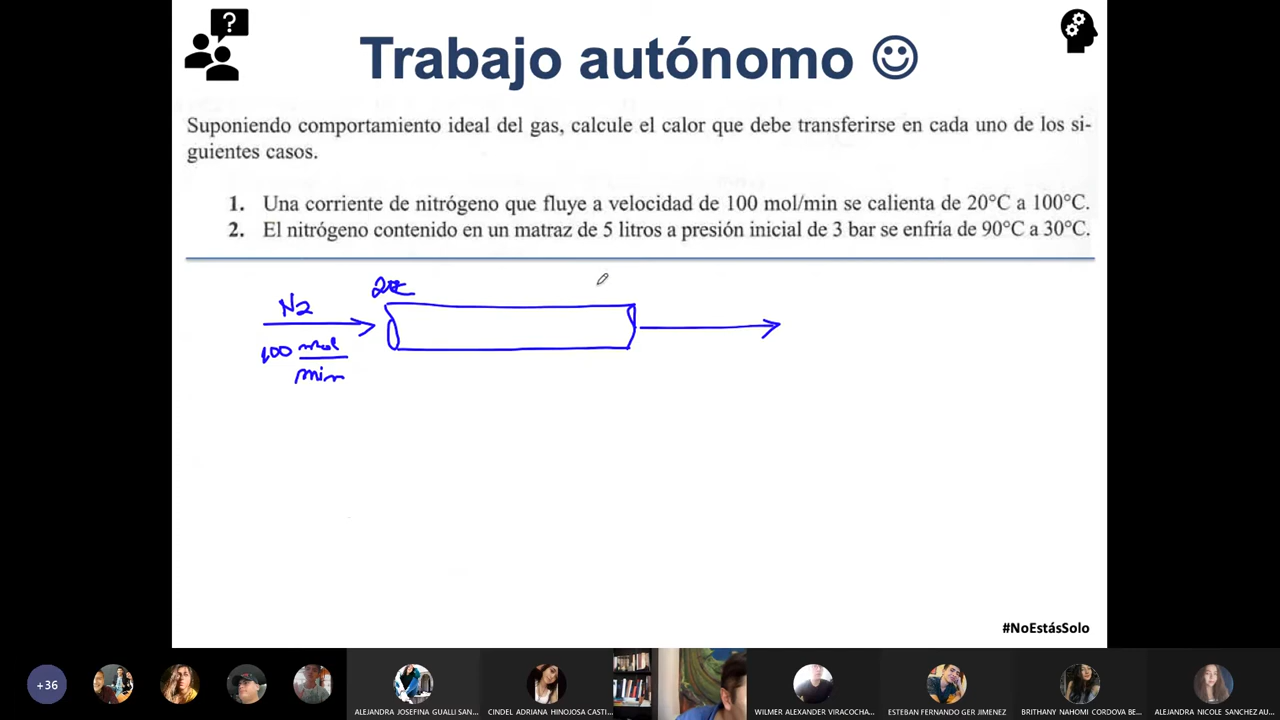 ?
Trabajo autónomo ☺
Suponiendo comportamiento ideal del gas, calcule el calor que debe transferirse en cada uno de los si-
guientes casos.
1. Una corriente de nitrógeno que fluye a velocidad de 100 mol/min se calienta de 20°C a 100°C.
2. El nitrógeno contenido en un matraz de 5 litros a presión inicial de 3 bar se enfría de 90°C a 30°C.
20°C
N2
100 mol
min
#NoEstásSolo
+36
ALEJANDRA JOSEFINA GUALLI SAN...
CINDEL ADRIANA HINOJOSA CASTI...
WILMER ALEXANDER VIRACOCHA...
ESTEBAN FERNANDO GER JIMENEZ
BRITHANY NAHOMI CORDOVA BE...
ALEJANDRA NICOLE SANCHEZ AU...